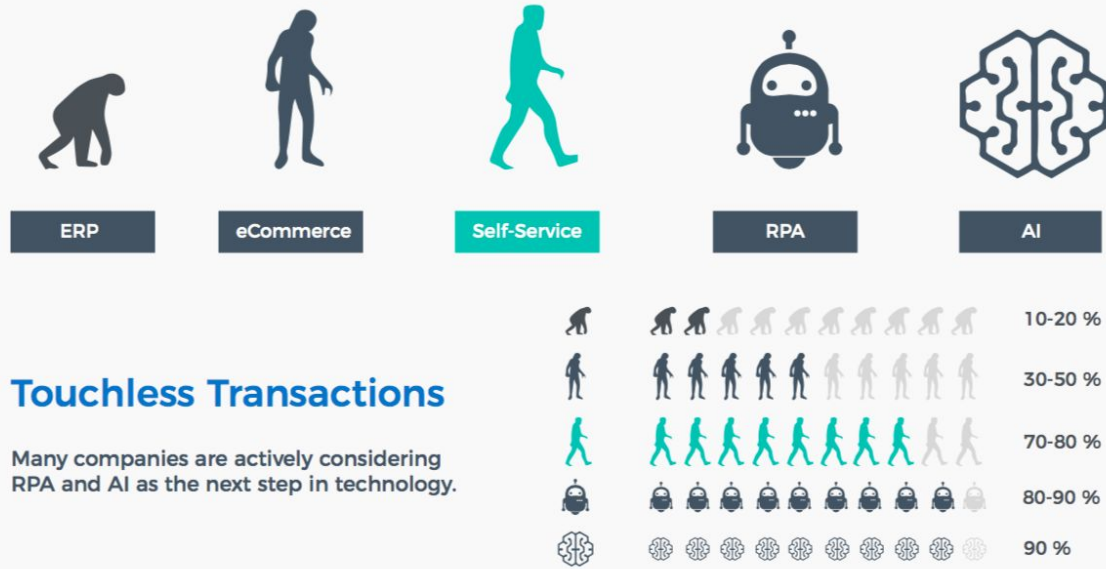 ERP
eCommerce
Self-Service
RPA
AI
Touchless Transactions
Many companies are actively considering
RPA and AI as the next step in technology.
10-20 %
30-50 %
70-80 %
80-90 %
90 %